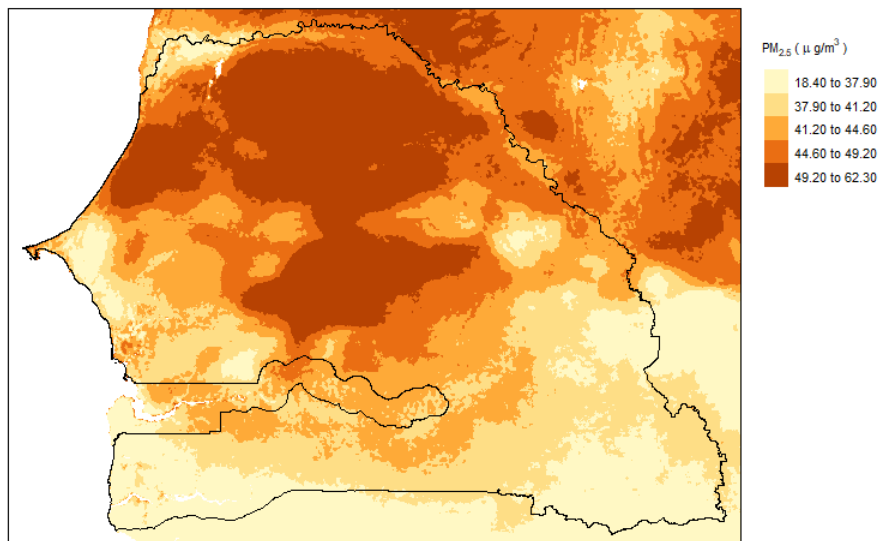 PM2.5 ( μ g/m3 )
18.40 to 37.90
37.90 to 41.20
41.20 to 44.60
44.60 to 49.20
49.20 to 62.30